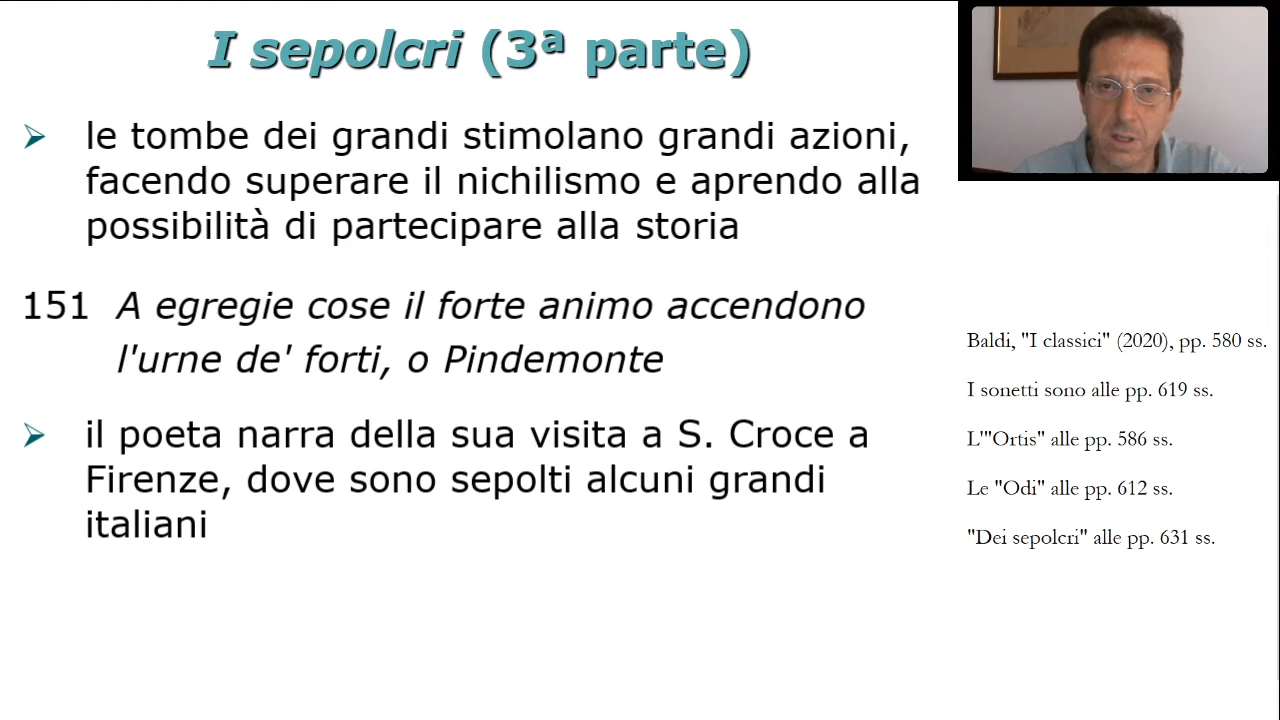 I sepolcri (3ª parte)
le tombe dei grandi stimolano grandi azioni,
facendo superare il nichilismo e aprendo alla
possibilità di partecipare alla storia
151 A egregie cose il forte animo accendono
l'urne de' forti, o Pindemonte
il poeta narra della sua visita a S. Croce a
Firenze, dove sono sepolti alcuni grandi
italiani
Baldi, "I classici" (2020), pp. 580 ss.
I sonetti sono alle pp. 619 ss.
L'"Ortis" alle pp. 586 ss.
Le "Odi" alle pp. 612 ss.
"Dei sepolcri" alle pp. 631 ss.